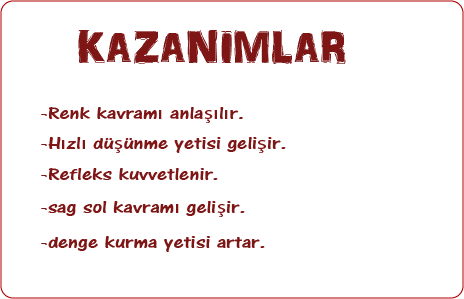 KAZANIMLAR
-Renk kavramı anlaşılır.
-Hızlı düşünme yetisi gelişir.
-Refleks kuvvetlenir.
-sag sol kavramı gelişir.
-denge kurma yetisi artar.